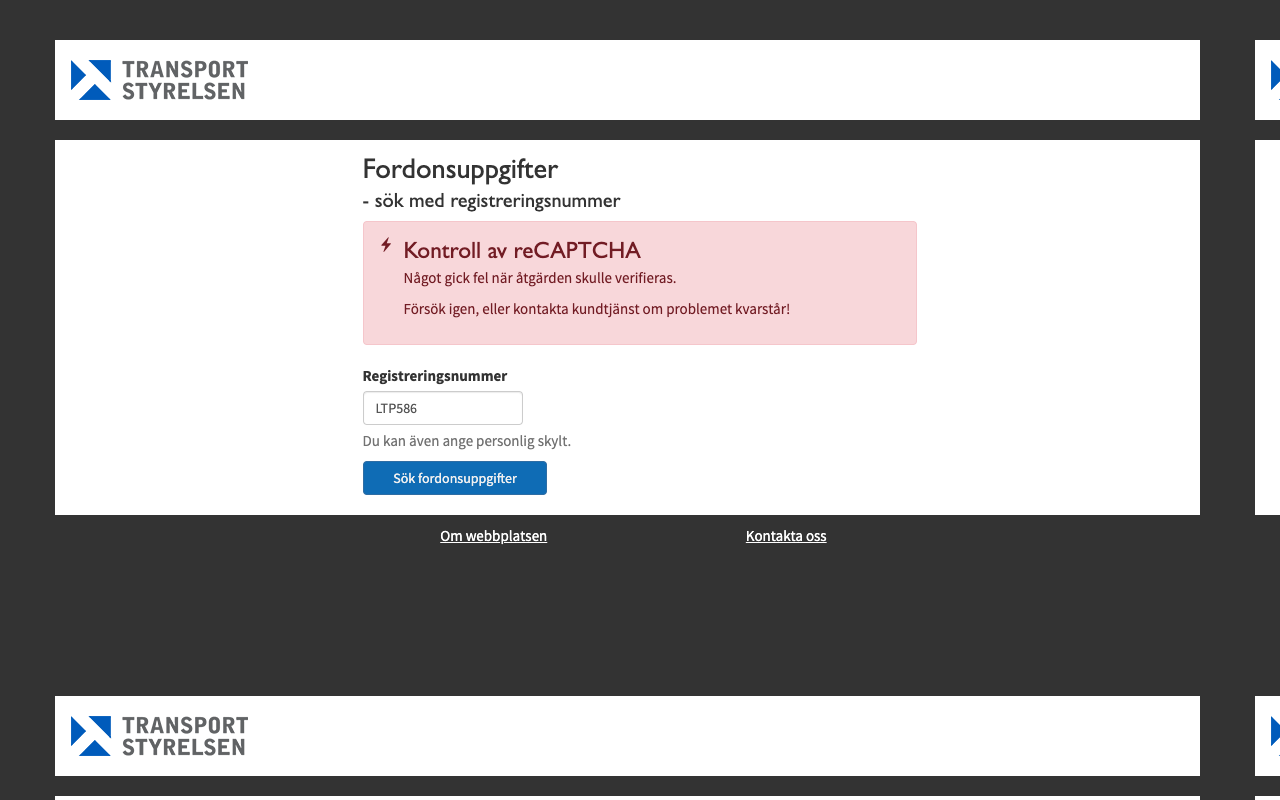 TRANSPORT
STYRELSEN
Fordonsuppgifter
- sök med registreringsnummer
Kontroll av reCAPTCHA
Något gick fel när åtgärden skulle verifieras.
Försök igen, eller kontakta kundtjänst om problemet kvarstår!
Registreringsnummer
LTP586
Du kan även ange personlig skylt.
Sök fordonsuppgifter
Om webbplatsen
Kontakta oss
TRANSPORT
STYRELSEN